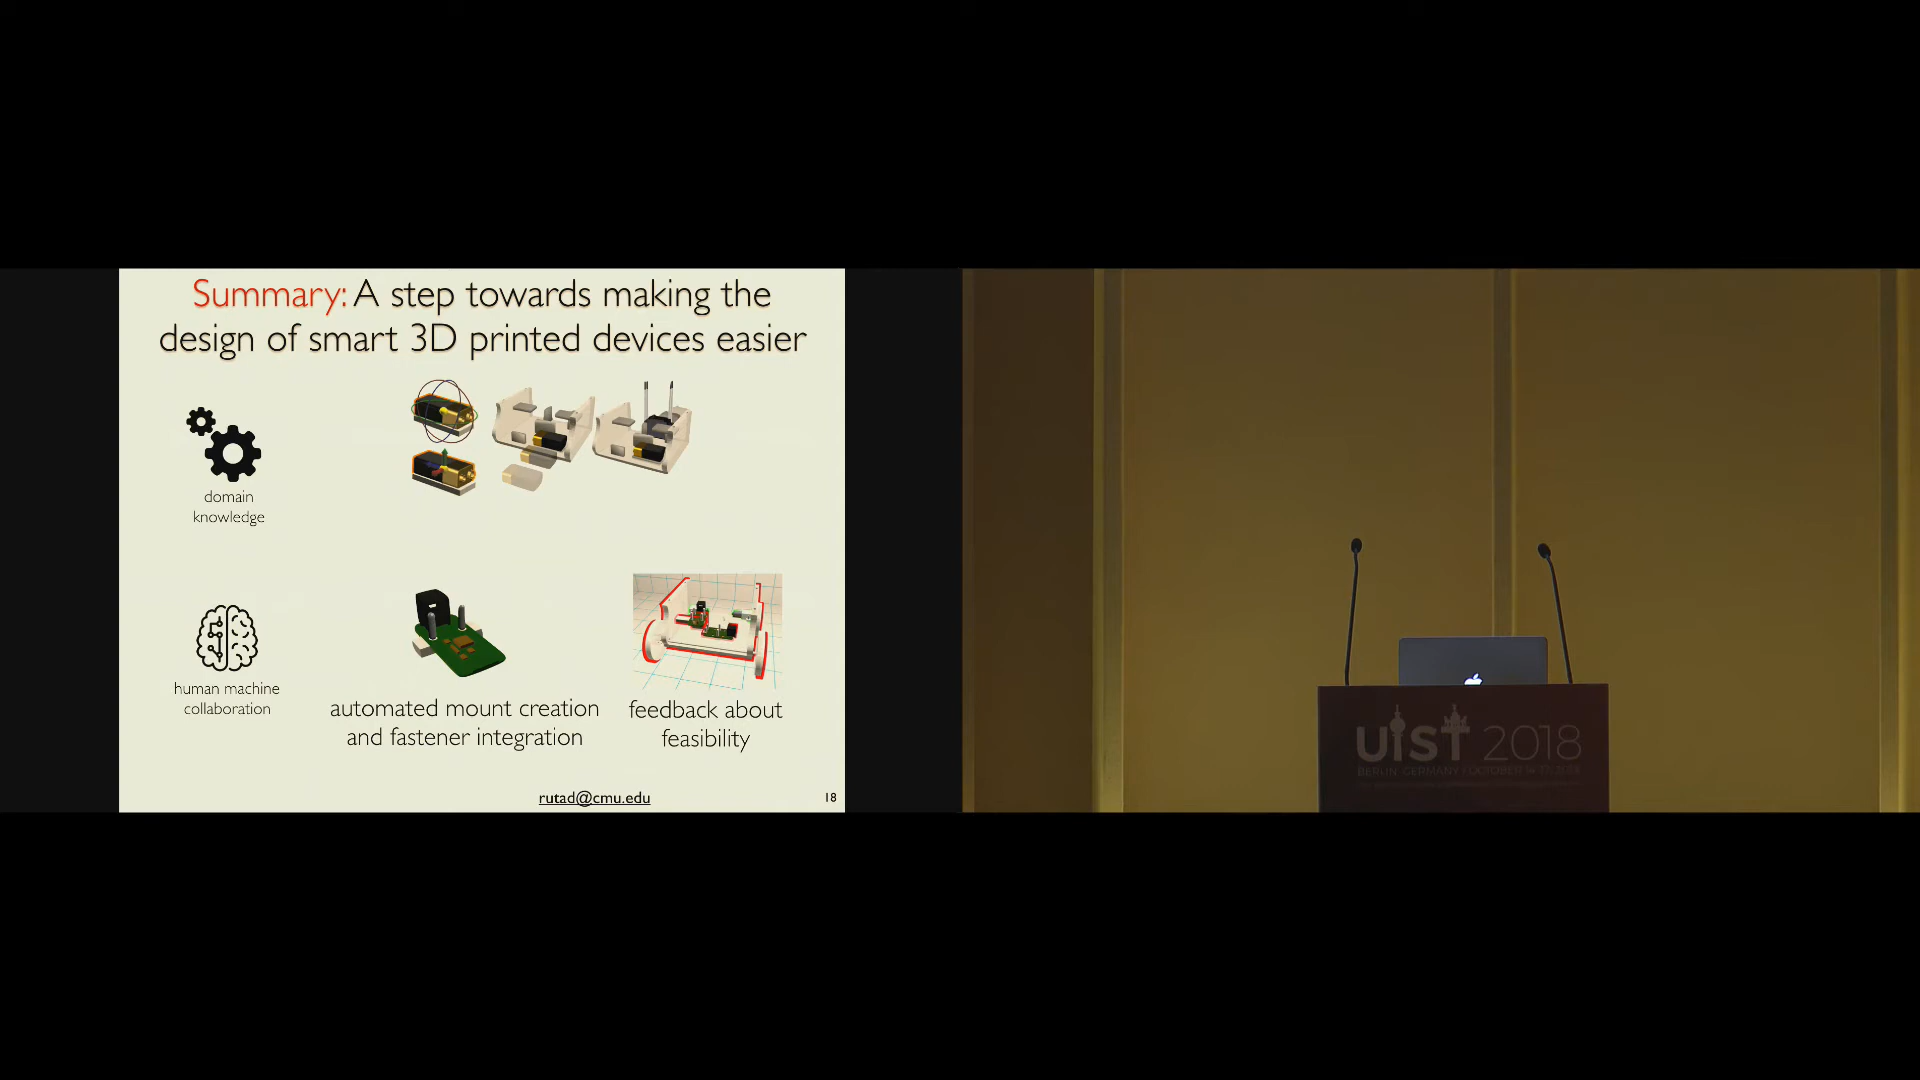 Summary: A step towards making the
design of smart 3D printed devices easier
domain
knowledge
human machine
collaboration
automated mount creation
and fastener integration
feedback about
feasibility
rutad@cmu.edu
18
UIST 2018
BERLIN GERMANY